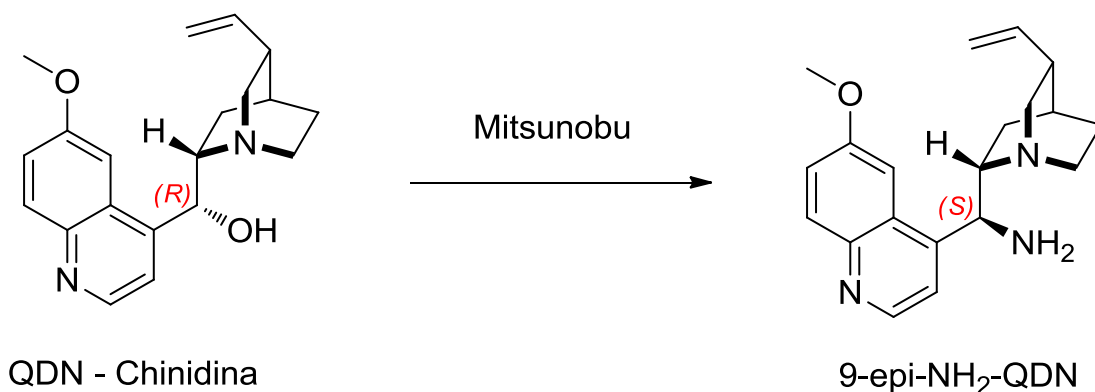 O
H
N
Mitsunobu
(R)
OH
N
QDN - Chinidina
O
H
N
(S)
NH₂
N
9-epi-NH₂-QDN